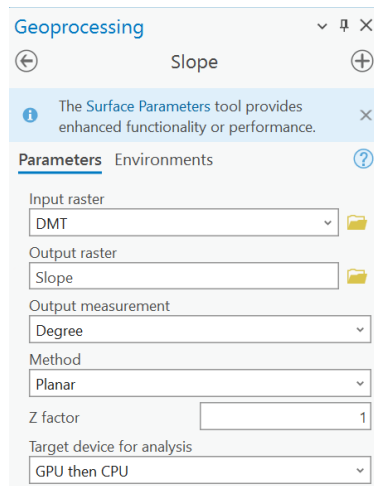 Geoprocessing
Slope
The Surface Parameters tool provides
enhanced functionality or performance.
Parameters Environments
Input raster
DMT
Output raster
Slope
Output measurement
Degree
Method
Planar
Z factor 1
Target device for analysis
GPU then CPU